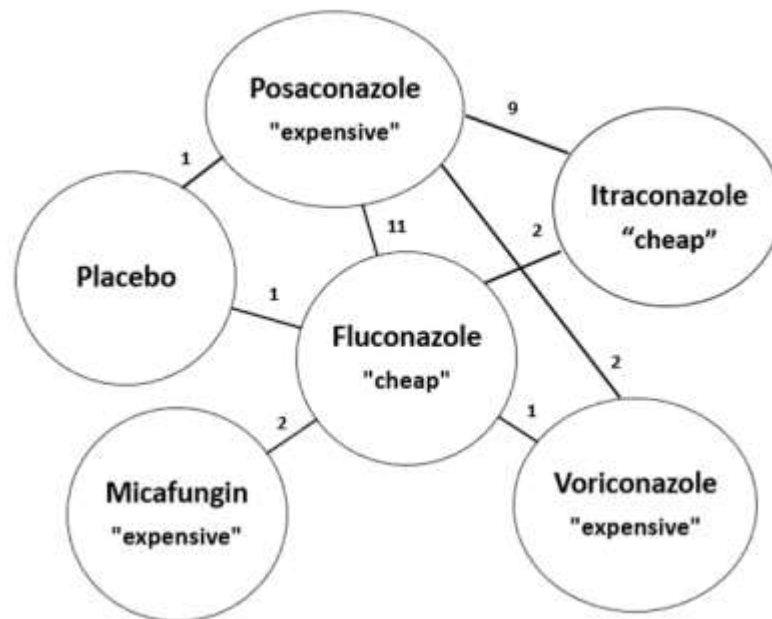 Posaconazole
"expensive"
9
1
Itraconazole
“cheap”
11
2
Placebo
1
Fluconazole
"cheap"
2
1
2
Micafungin
"expensive"
Voriconazole
"expensive"